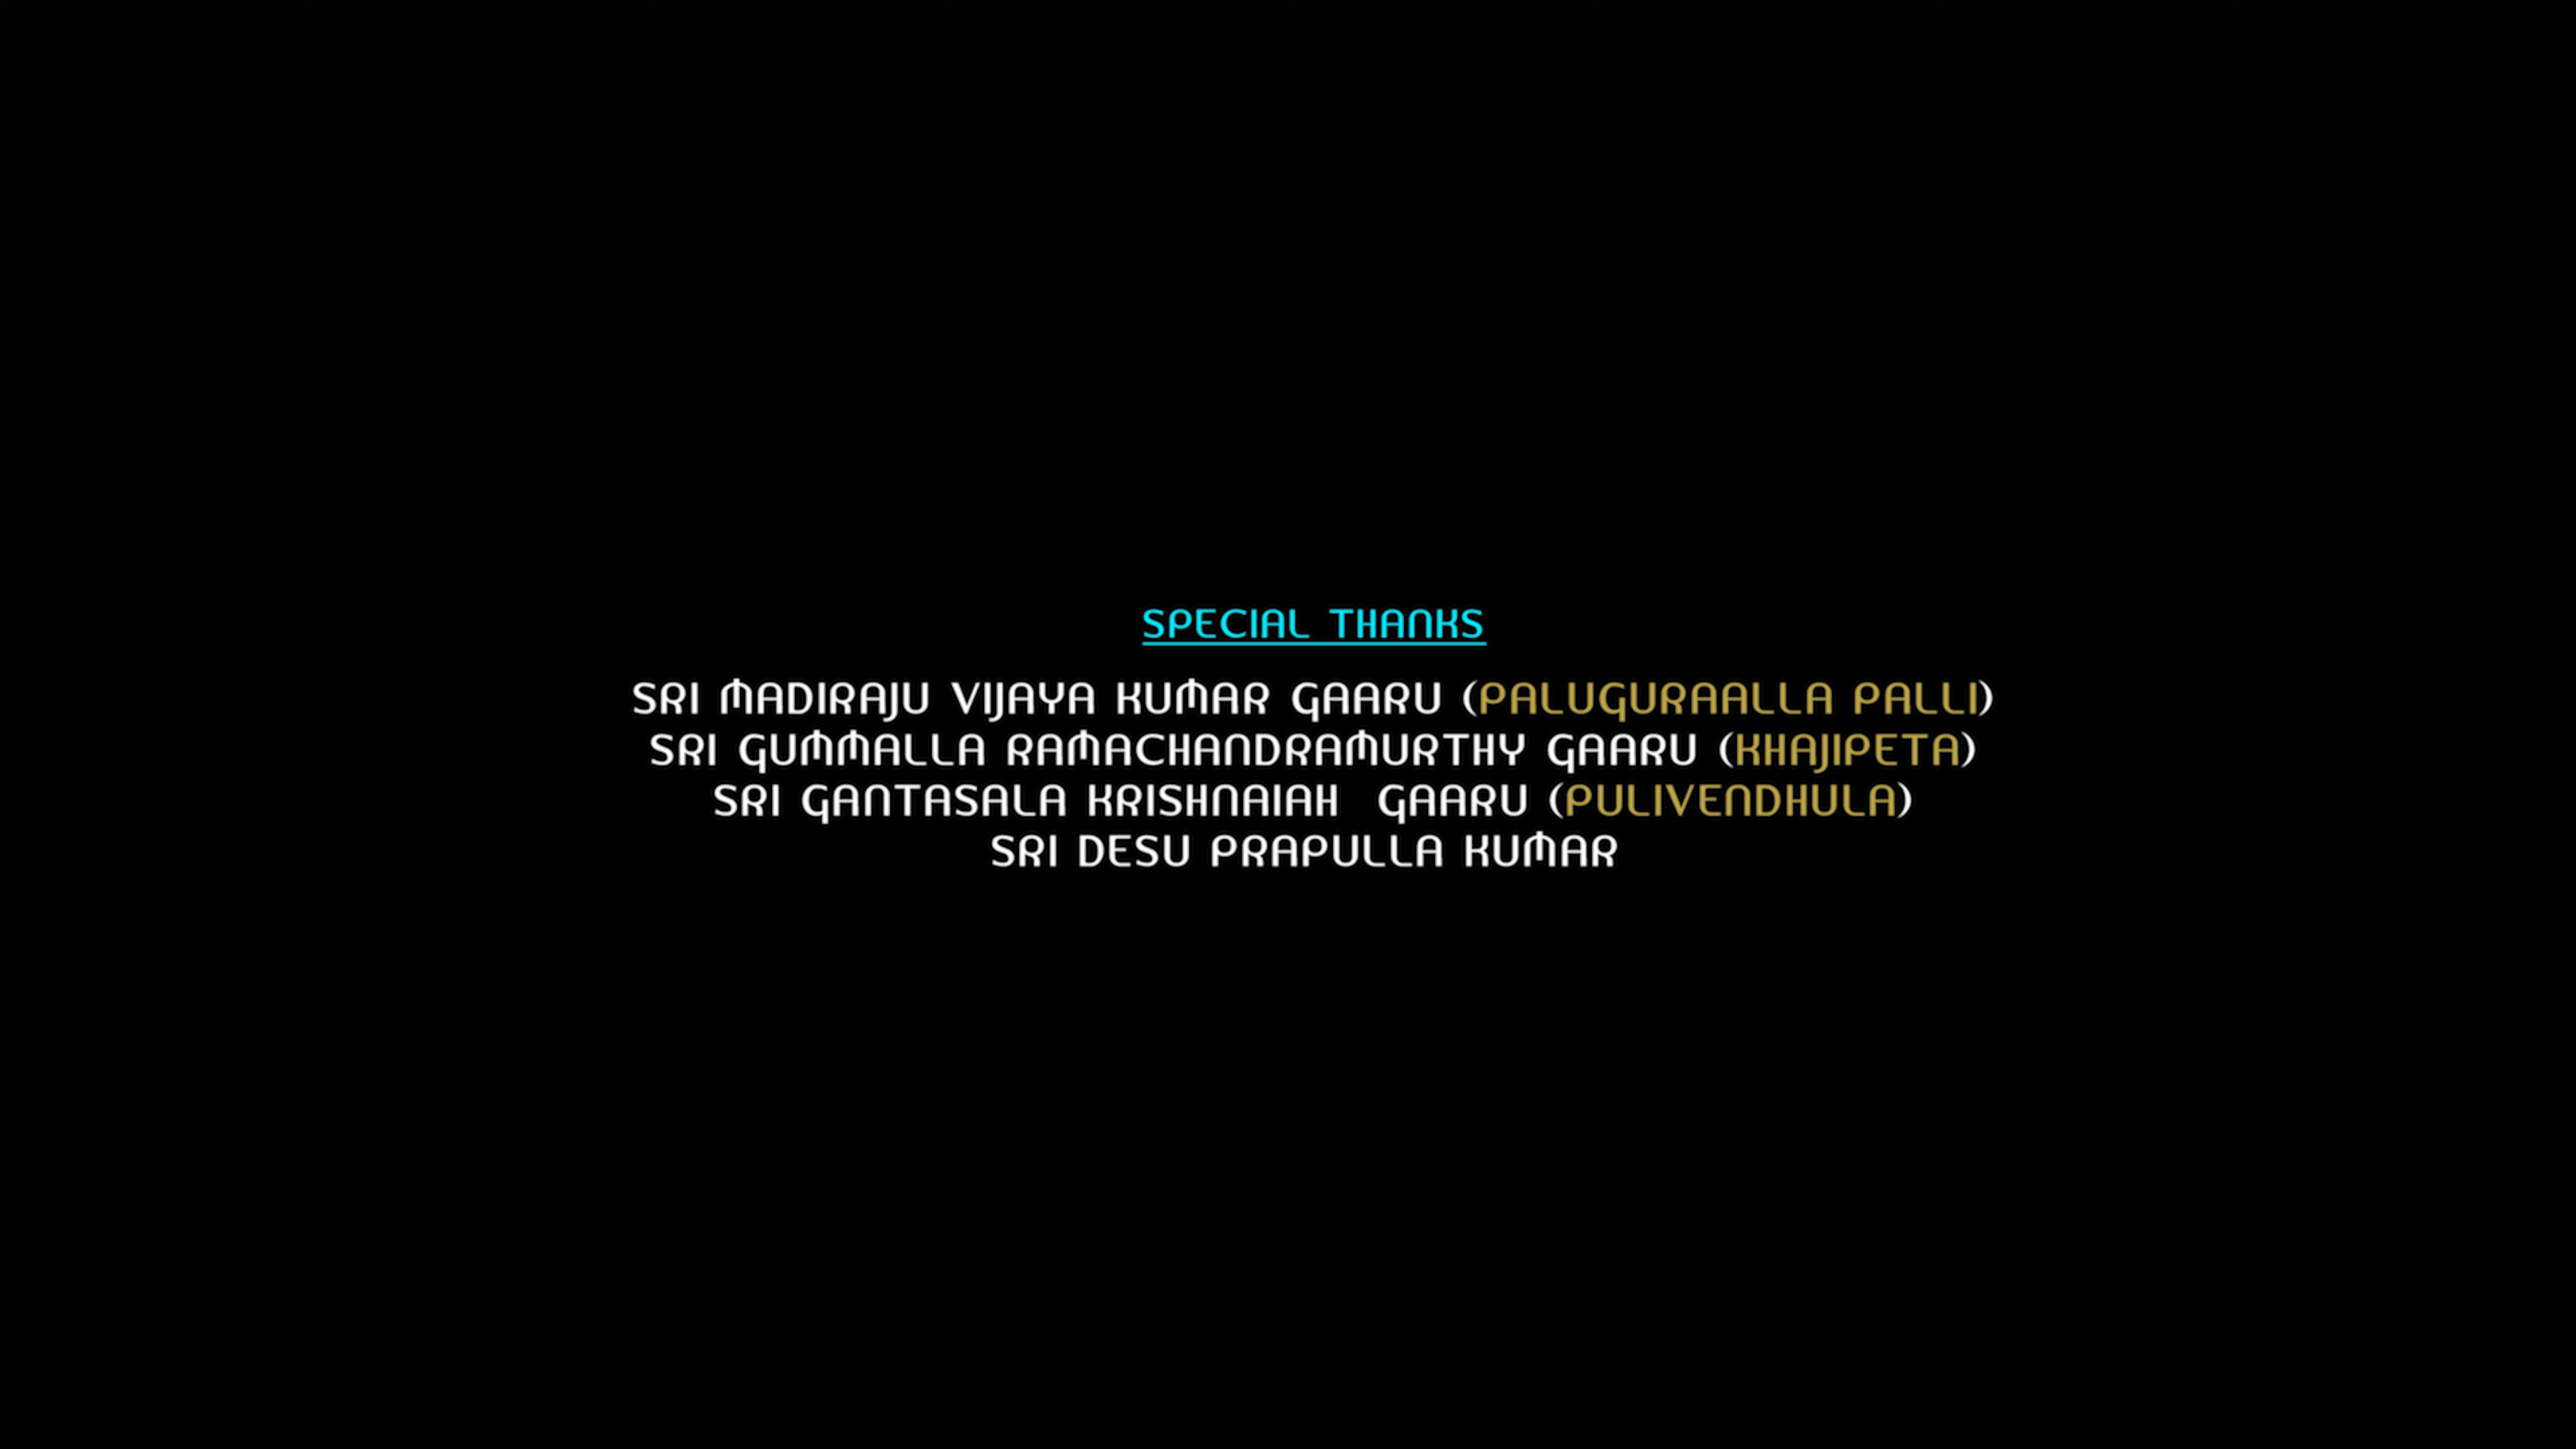 SPECIAL THANKS
SRI MADIRAJU VIJAYA KUMAR GAARU (PALUGURAALLA PALLI)
SRI GUMMALLA RAMACHANDRAMURTHY GAARU (KHAJIPETA)
SRI GANTASALA KRISHNAIAH GAARU (PULIVENDHULA)
SRI DESU PRAPULLA KUMAR